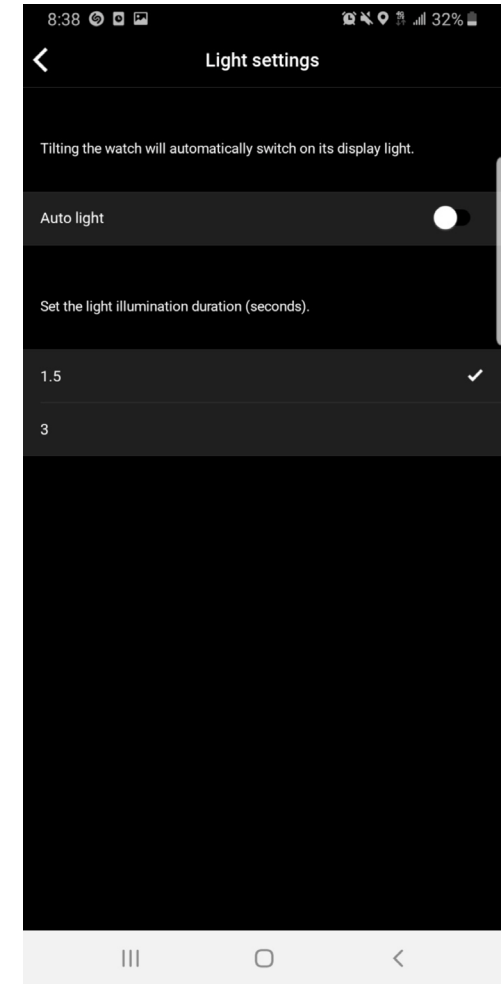 8:38 32%
Light settings
Tilting the watch will automatically switch on its display light.
Auto light
Set the light illumination duration (seconds).
1.5
3